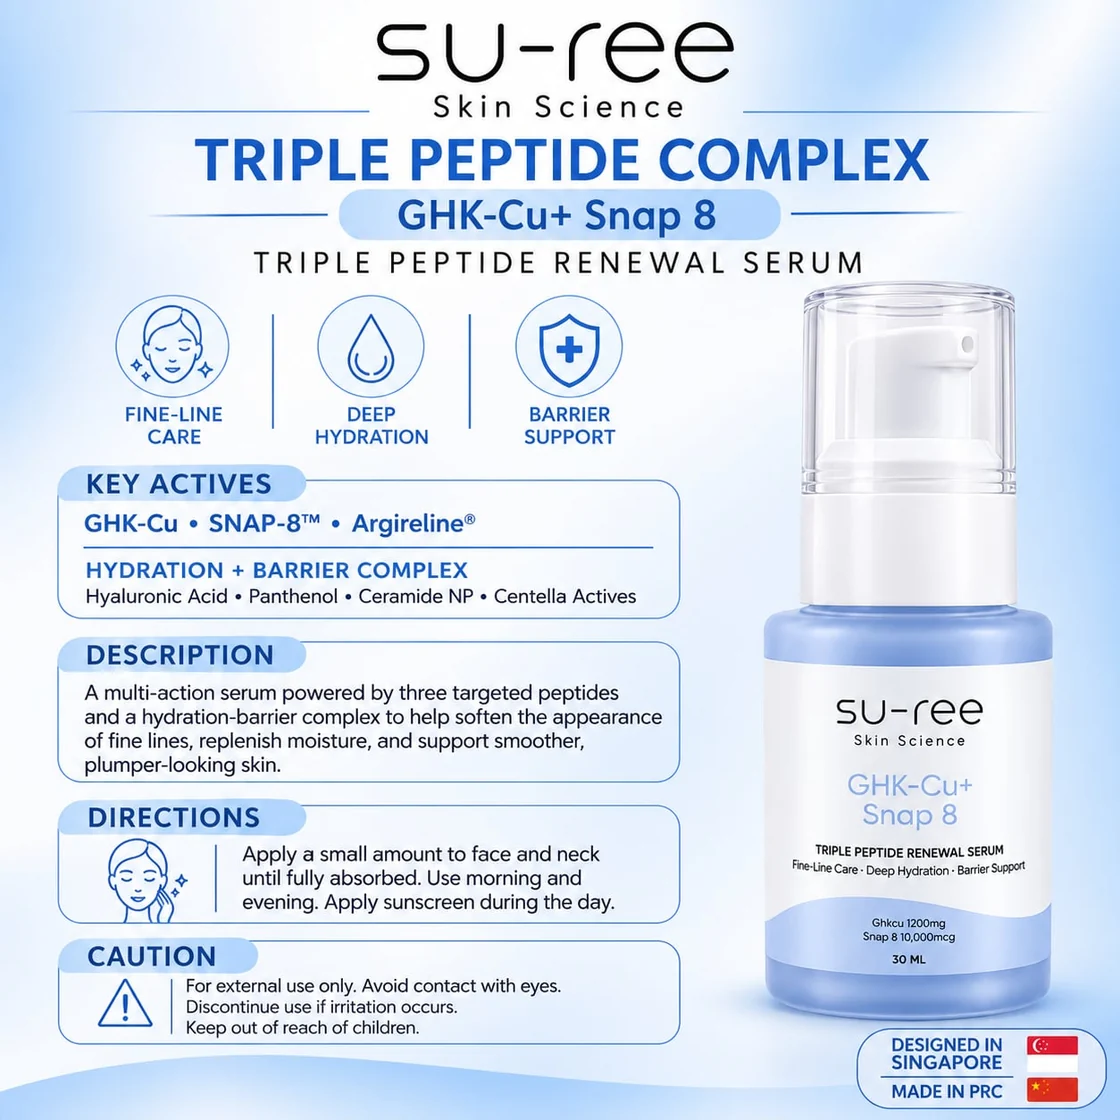 su-ree
Skin Science
TRIPLE PEPTIDE COMPLEX
GHK-Cu+ Snap 8
TRIPLE PEPTIDE RENEWAL SERUM
FINE-LINE
CARE
DEEP
HYDRATION
BARRIER
SUPPORT
KEY ACTIVES
GHK-Cu • SNAP-8™ • Argireline®
HYDRATION + BARRIER COMPLEX
Hyaluronic Acid • Panthenol • Ceramide NP • Centella Actives
DESCRIPTION
A multi-action serum powered by three targeted peptides
and a hydration-barrier complex to help soften the appearance
of fine lines, replenish moisture, and support smoother,
plumper-looking skin.
DIRECTIONS
Apply a small amount to face and neck
until fully absorbed. Use morning and
evening. Apply sunscreen during the day.
CAUTION
For external use only. Avoid contact with eyes.
Discontinue use if irritation occurs.
Keep out of reach of children.
su-ree
Skin Science
GHK-Cu+
Snap 8
TRIPLE PEPTIDE RENEWAL SERUM
Fine-Line Care · Deep Hydration · Barrier Support
Ghkcu 1200mg
Snap 8 10,000mcg
30 ML
DESIGNED IN
SINGAPORE
MADE IN PRC